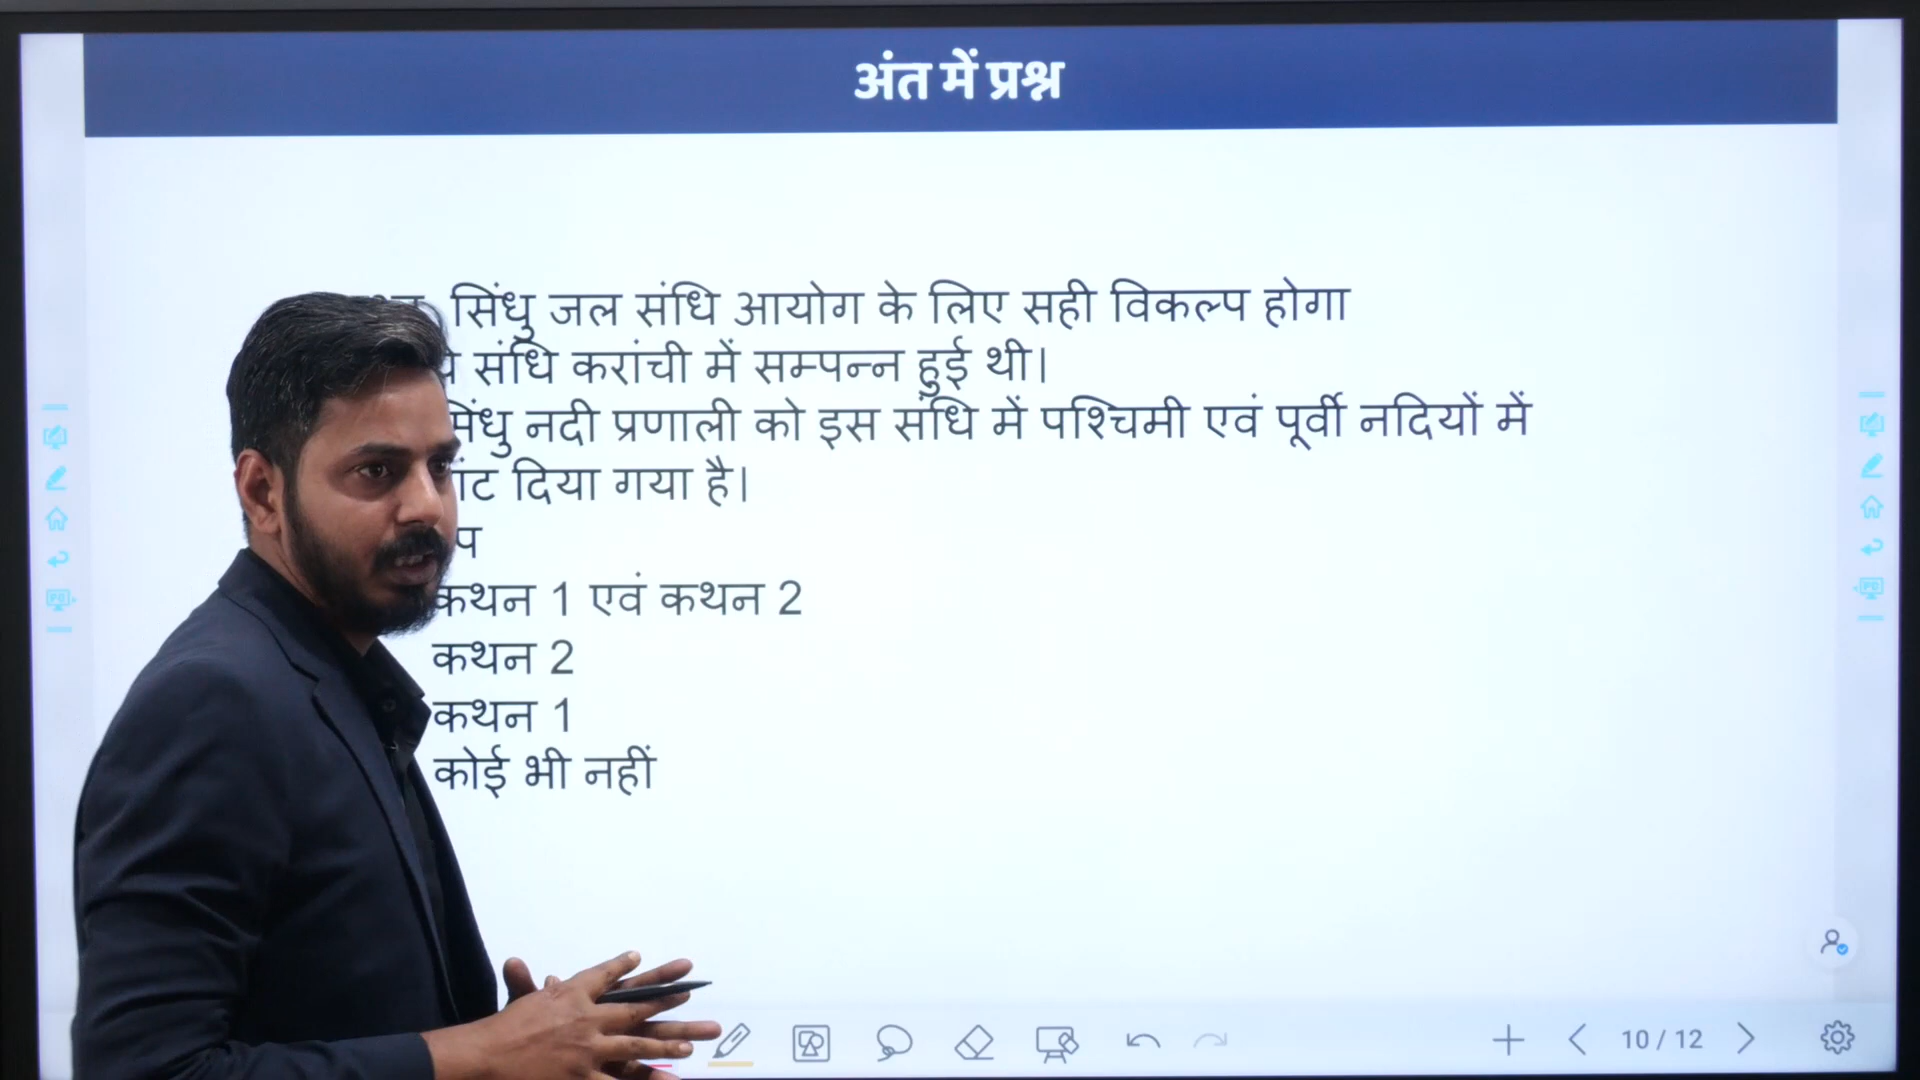 अंत में प्रश्न
सिंधु जल संधि आयोग के लिए सही विकल्प होगा
संधि करांची में सम्पन्न हुई थी।
नदी प्रणाली को इस संधि में पश्चिमी एवं पूर्वी नदियों में
दिया गया है।
कथन 1 एवं कथन 2
कथन 2
कथन 1
कोई भी नहीं
10 / 12